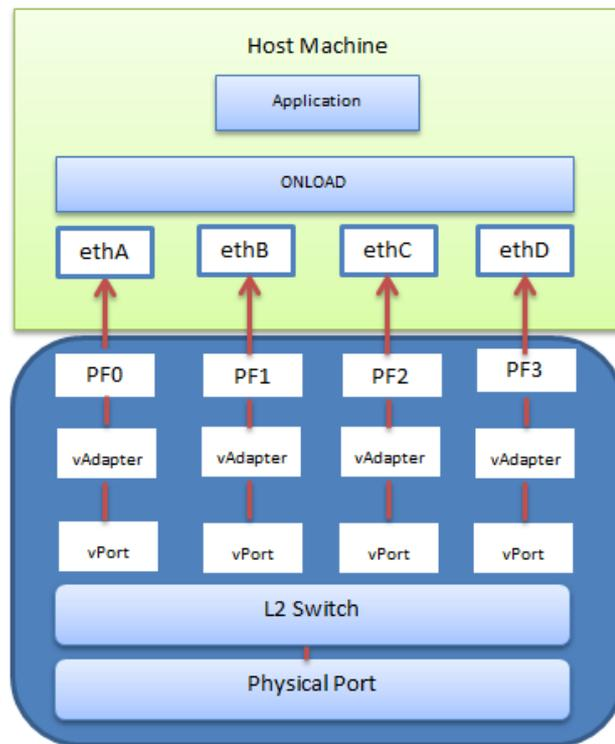 Host Machine
Application
ONLOAD
ethA ethB ethC ethD
PF0 PF1 PF2 PF3
vAdapter vAdapter vAdapter vAdapter
vPort vPort vPort vPort
L2 Switch
Physical Port